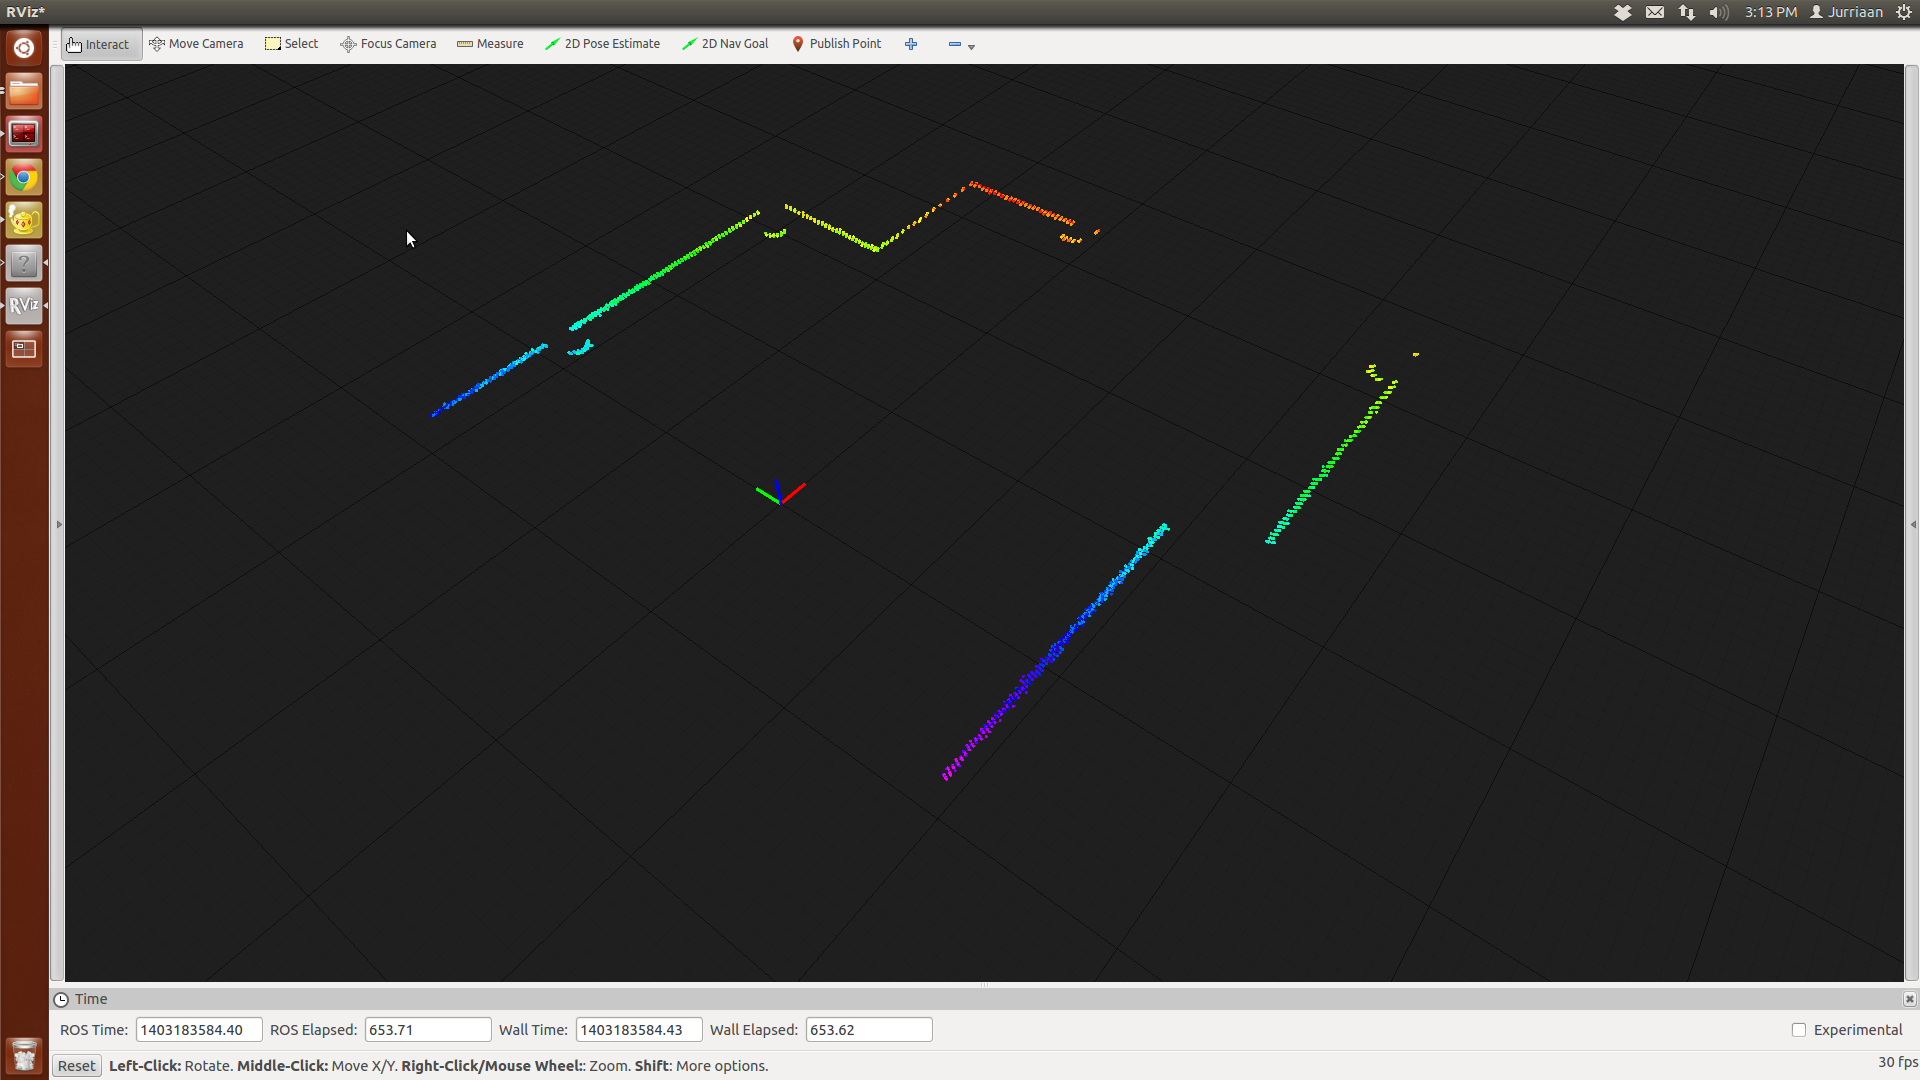 RViz*
3:13 PM Jurriaan
Interact Move Camera Select Focus Camera Measure 2D Pose Estimate 2D Nav Goal Publish Point
?
RViz
Time
ROS Time: 1403183584.40 ROS Elapsed: 653.71 Wall Time: 1403183584.43 Wall Elapsed: 653.62 Experimental
Reset Left-Click: Rotate. Middle-Click: Move X/Y. Right-Click/Mouse Wheel:: Zoom. Shift: More options. 30 fps